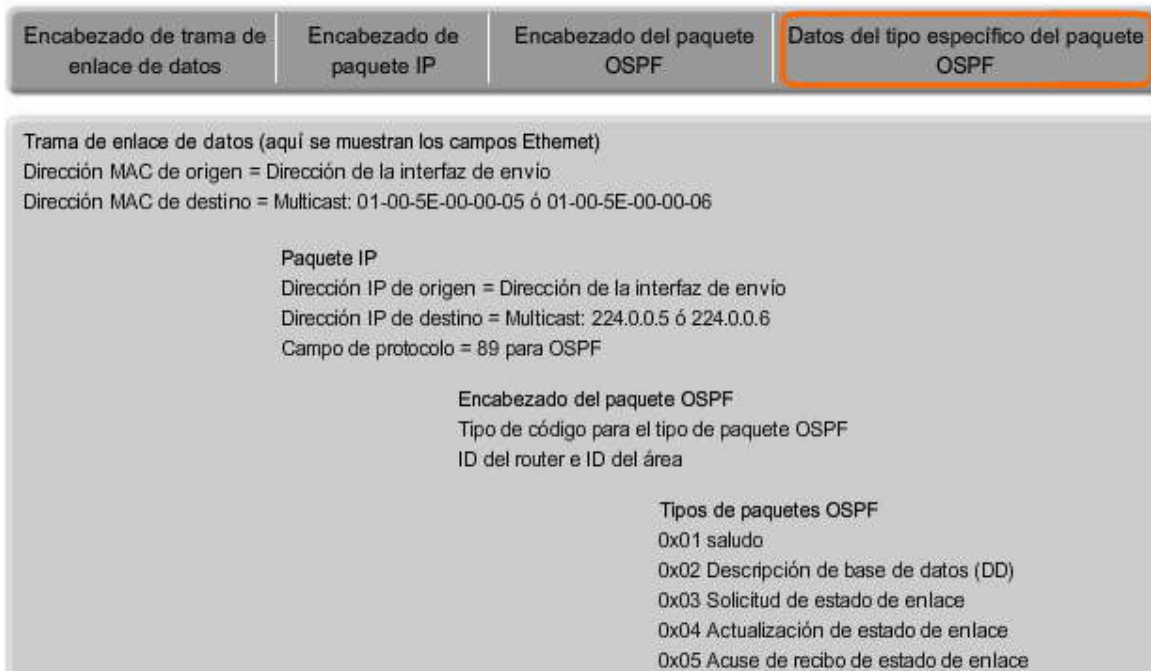 Encabezado de trama de
enlace de datos
Encabezado de
paquete IP
Encabezado del paquete
OSPF
Datos del tipo específico del paquete
OSPF
Trama de enlace de datos (aquí se muestran los campos Ethernet)
Dirección MAC de origen = Dirección de la interfaz de envío
Dirección MAC de destino = Multicast: 01-00-5E-00-00-05 ó 01-00-5E-00-00-06
Paquete IP
Dirección IP de origen = Dirección de la interfaz de envío
Dirección IP de destino = Multicast: 224.0.0.5 ó 224.0.0.6
Campo de protocolo = 89 para OSPF
Encabezado del paquete OSPF
Tipo de código para el tipo de paquete OSPF
ID del router e ID del área
Tipos de paquetes OSPF
0x01 saludo
0x02 Descripción de base de datos (DD)
0x03 Solicitud de estado de enlace
0x04 Actualización de estado de enlace
0x05 Acuse de recibo de estado de enlace